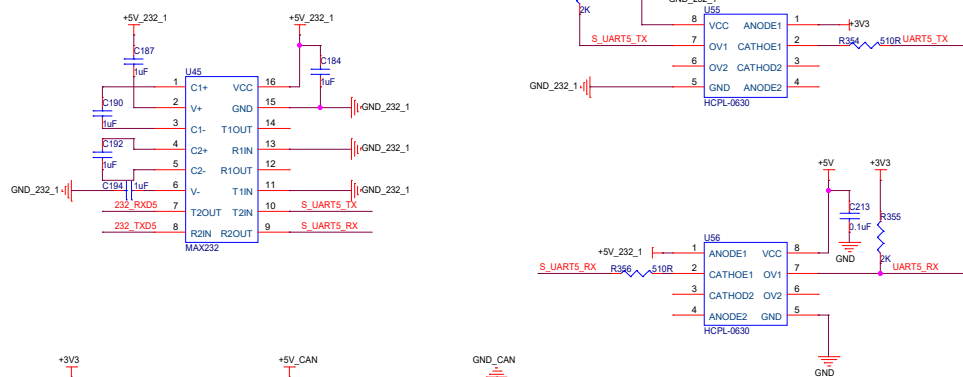 +5V_232_1
+5V_232_1
C187
1uF
C184
1uF
U45
1 C1+ VCC 16
2 V+ GND 15 GND_232_1
3 C1- T1OUT 14
4 C2+ R1IN 13 GND_232_1
5 C2- R1OUT 12
6 V- T1IN 11 GND_232_1
232_RXD5 7 T2OUT T2IN 10 S_UART5_TX
232_TXD5 8 R2IN R2OUT 9 S_UART5_RX
MAX232
C190
1uF
C192
1uF
GND_232_1 C194 1uF
2K
U55
8 VCC ANODE1 1 +3V3
S_UART5_TX 7 OV1 CATHOE1 2 R354 510R UART5_TX
6 OV2 CATHOD2 3
GND_232_1 5 GND ANODE2 4
HCPL-0630
+5V +3V3
C213
0.1uF
GND
R355
2K
U56
+5V_232_1 1 ANODE1 VCC 8
S_UART5_RX R356 510R 2 CATHOE1 OV1 7 UART5_RX
3 CATHOD2 OV2 6
4 ANODE2 GND 5
HCPL-0630
GND
+3V3 +5V_CAN GND_CAN